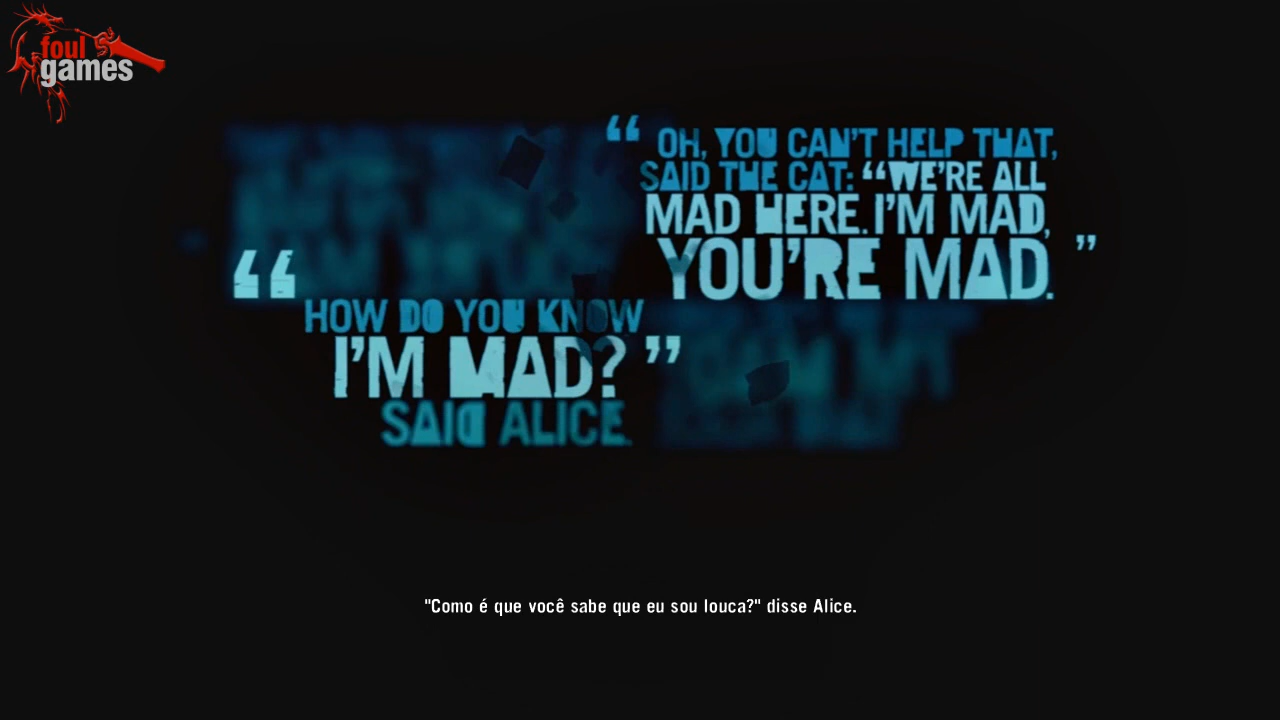 foul
games
“ OH, YOU CAN'T HELP THAT,
SAID THE CAT: “WE'RE ALL
MAD HERE. I'M MAD,
YOU'RE MAD. ”
“ HOW DO YOU KNOW
I'M MAD? ”
SAID ALICE.
"Como é que você sabe que eu sou louca?" disse Alice.